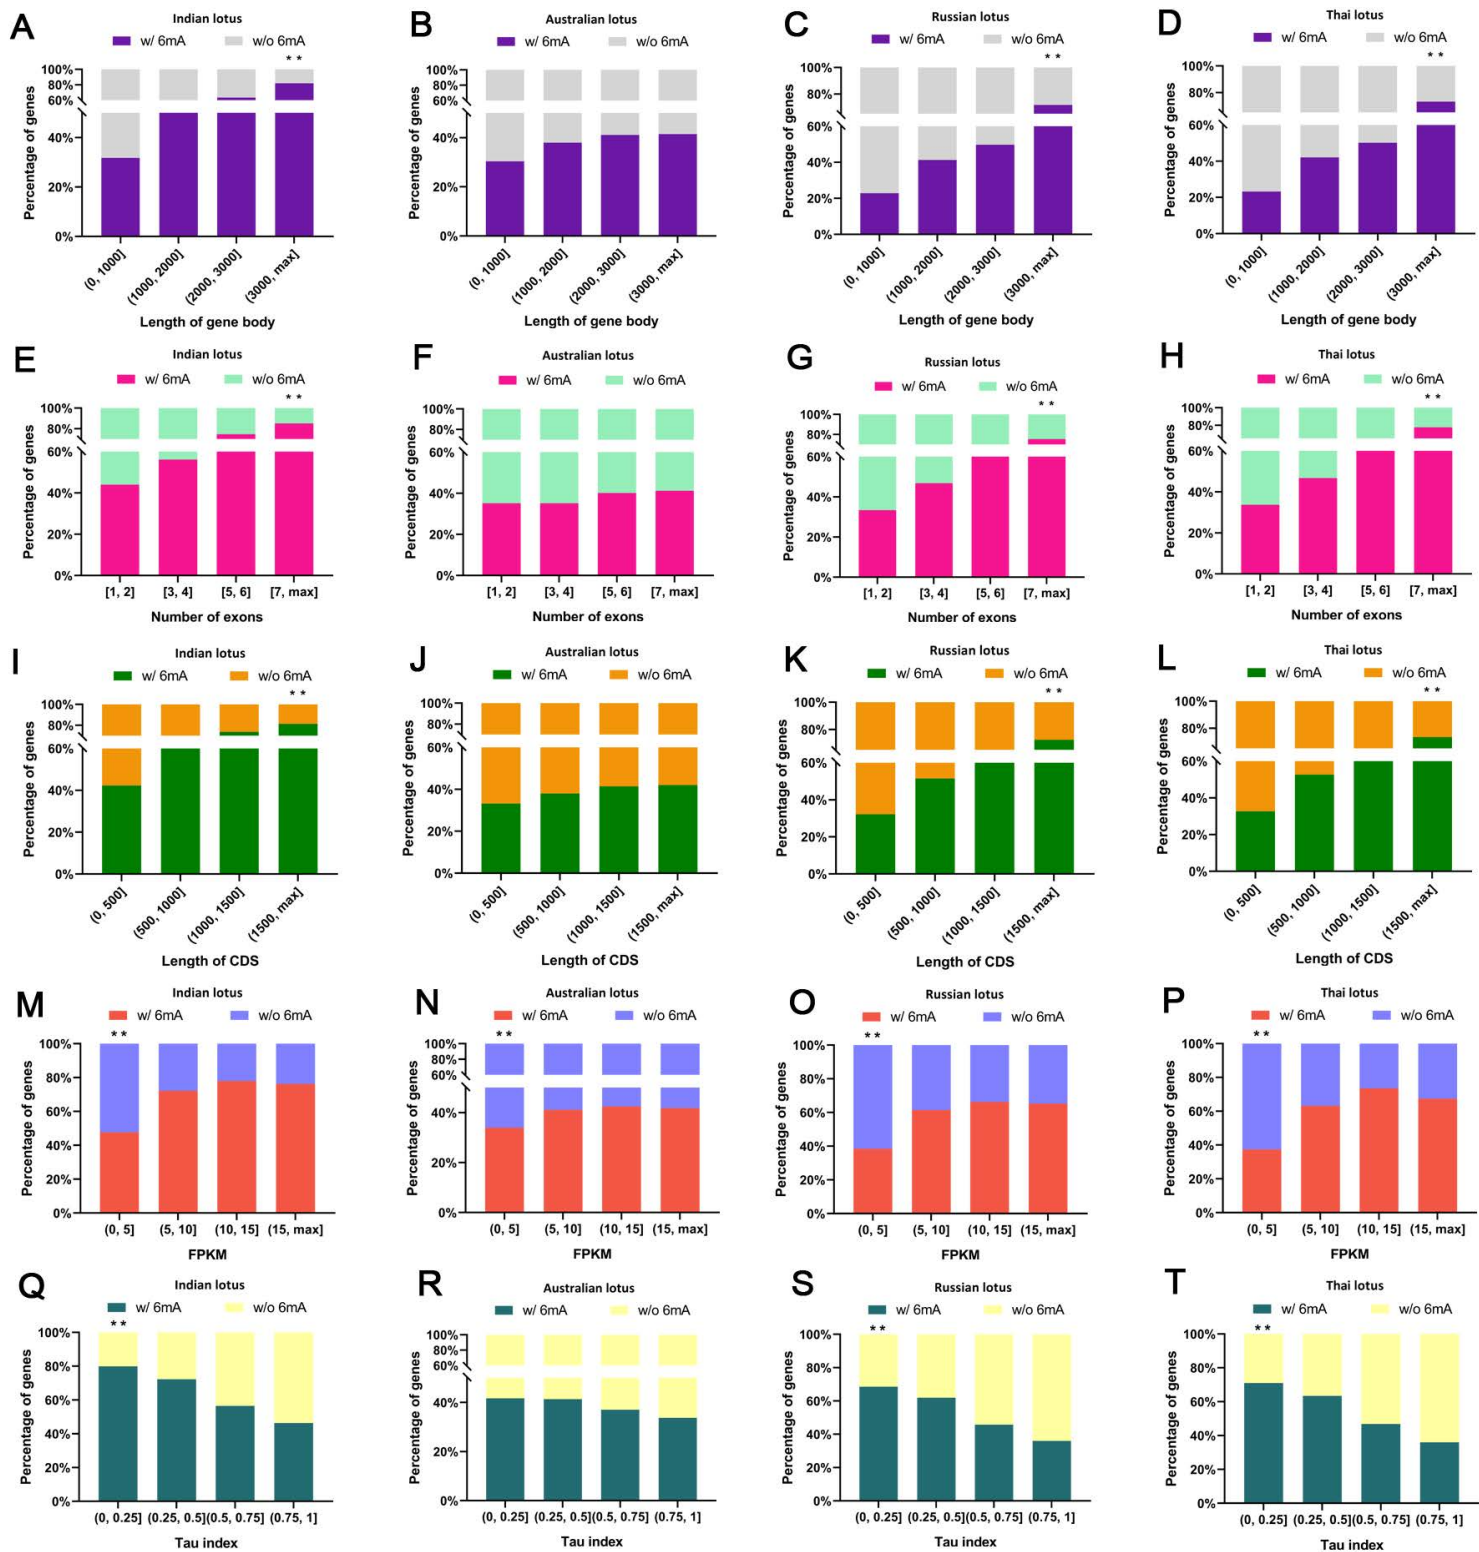 A
Indian lotus
w/ 6mA w/o 6mA
* *
Percentage of genes
100%
80%
60%
40%
20%
0%
(0, 1000]
(1000, 2000]
(2000, 3000]
(3000, max]
Length of gene body
B
Australian lotus
w/ 6mA w/o 6mA
Percentage of genes
100%
80%
60%
40%
20%
0%
(0, 1000]
(1000, 2000]
(2000, 3000]
(3000, max]
Length of gene body
C
Russian lotus
w/ 6mA w/o 6mA
* *
Percentage of genes
100%
80%
60%
40%
20%
0%
(0, 1000]
(1000, 2000]
(2000, 3000]
(3000, max]
Length of gene body
D
Thai lotus
w/ 6mA w/o 6mA
* *
Percentage of genes
100%
80%
60%
40%
20%
0%
(0, 1000]
(1000, 2000]
(2000, 3000]
(3000, max]
Length of gene body
E
Indian lotus
w/ 6mA w/o 6mA
* *
Percentage of genes
100%
80%
60%
40%
20%
0%
[1, 2] [3, 4] [5, 6] [7, max]
Number of exons
F
Australian lotus
w/ 6mA w/o 6mA
Percentage of genes
100%
80%
60%
40%
20%
0%
[1, 2] [3, 4] [5, 6] [7, max]
Number of exons
G
Russian lotus
w/ 6mA w/o 6mA
* *
Percentage of genes
100%
80%
60%
40%
20%
0%
[1, 2] [3, 4] [5, 6] [7, max]
Number of exons
H
Thai lotus
w/ 6mA w/o 6mA
* *
Percentage of genes
100%
80%
60%
40%
20%
0%
[1, 2] [3, 4] [5, 6] [7, max]
Number of exons
I
Indian lotus
w/ 6mA w/o 6mA
* *
Percentage of genes
100%
80%
60%
40%
20%
0%
(0, 500]
(500, 1000]
(1000, 1500]
(1500, max]
Length of CDS
J
Australian lotus
w/ 6mA w/o 6mA
Percentage of genes
100%
80%
60%
40%
20%
0%
(0, 500]
(500, 1000]
(1000, 1500]
(1500, max]
Length of CDS
K
Russian lotus
w/ 6mA w/o 6mA
* *
Percentage of genes
100%
80%
60%
40%
20%
0%
(0, 500]
(500, 1000]
(1000, 1500]
(1500, max]
Length of CDS
L
Thai lotus
w/ 6mA w/o 6mA
* *
Percentage of genes
100%
80%
60%
40%
20%
0%
(0, 500]
(500, 1000]
(1000, 1500]
(1500, max]
Length of CDS
M
Indian lotus
w/ 6mA w/o 6mA
* *
Percentage of genes
100%
80%
60%
40%
20%
0%
(0, 5] (5, 10] (10, 15] (15, max]
FPKM
N
Australian lotus
w/ 6mA w/o 6mA
* *
Percentage of genes
100%
80%
60%
40%
20%
0%
(0, 5] (5, 10] (10, 15] (15, max]
FPKM
O
Russian lotus
w/ 6mA w/o 6mA
* *
Percentage of genes
100%
80%
60%
40%
20%
0%
(0, 5] (5, 10] (10, 15] (15, max]
FPKM
P
Thai lotus
w/ 6mA w/o 6mA
* *
Percentage of genes
100%
80%
60%
40%
20%
0%
(0, 5] (5, 10] (10, 15] (15, max]
FPKM
Q
Indian lotus
w/ 6mA w/o 6mA
* *
Percentage of genes
100%
80%
60%
40%
20%
0%
(0, 0.25] (0.25, 0.5] (0.5, 0.75] (0.75, 1]
Tau index
R
Australian lotus
w/ 6mA w/o 6mA
Percentage of genes
100%
80%
60%
40%
20%
0%
(0, 0.25] (0.25, 0.5] (0.5, 0.75] (0.75, 1]
Tau index
S
Russian lotus
w/ 6mA w/o 6mA
* *
Percentage of genes
100%
80%
60%
40%
20%
0%
(0, 0.25] (0.25, 0.5] (0.5, 0.75] (0.75, 1]
Tau index
T
Thai lotus
w/ 6mA w/o 6mA
* *
Percentage of genes
100%
80%
60%
40%
20%
0%
(0, 0.25] (0.25, 0.5] (0.5, 0.75] (0.75, 1]
Tau index